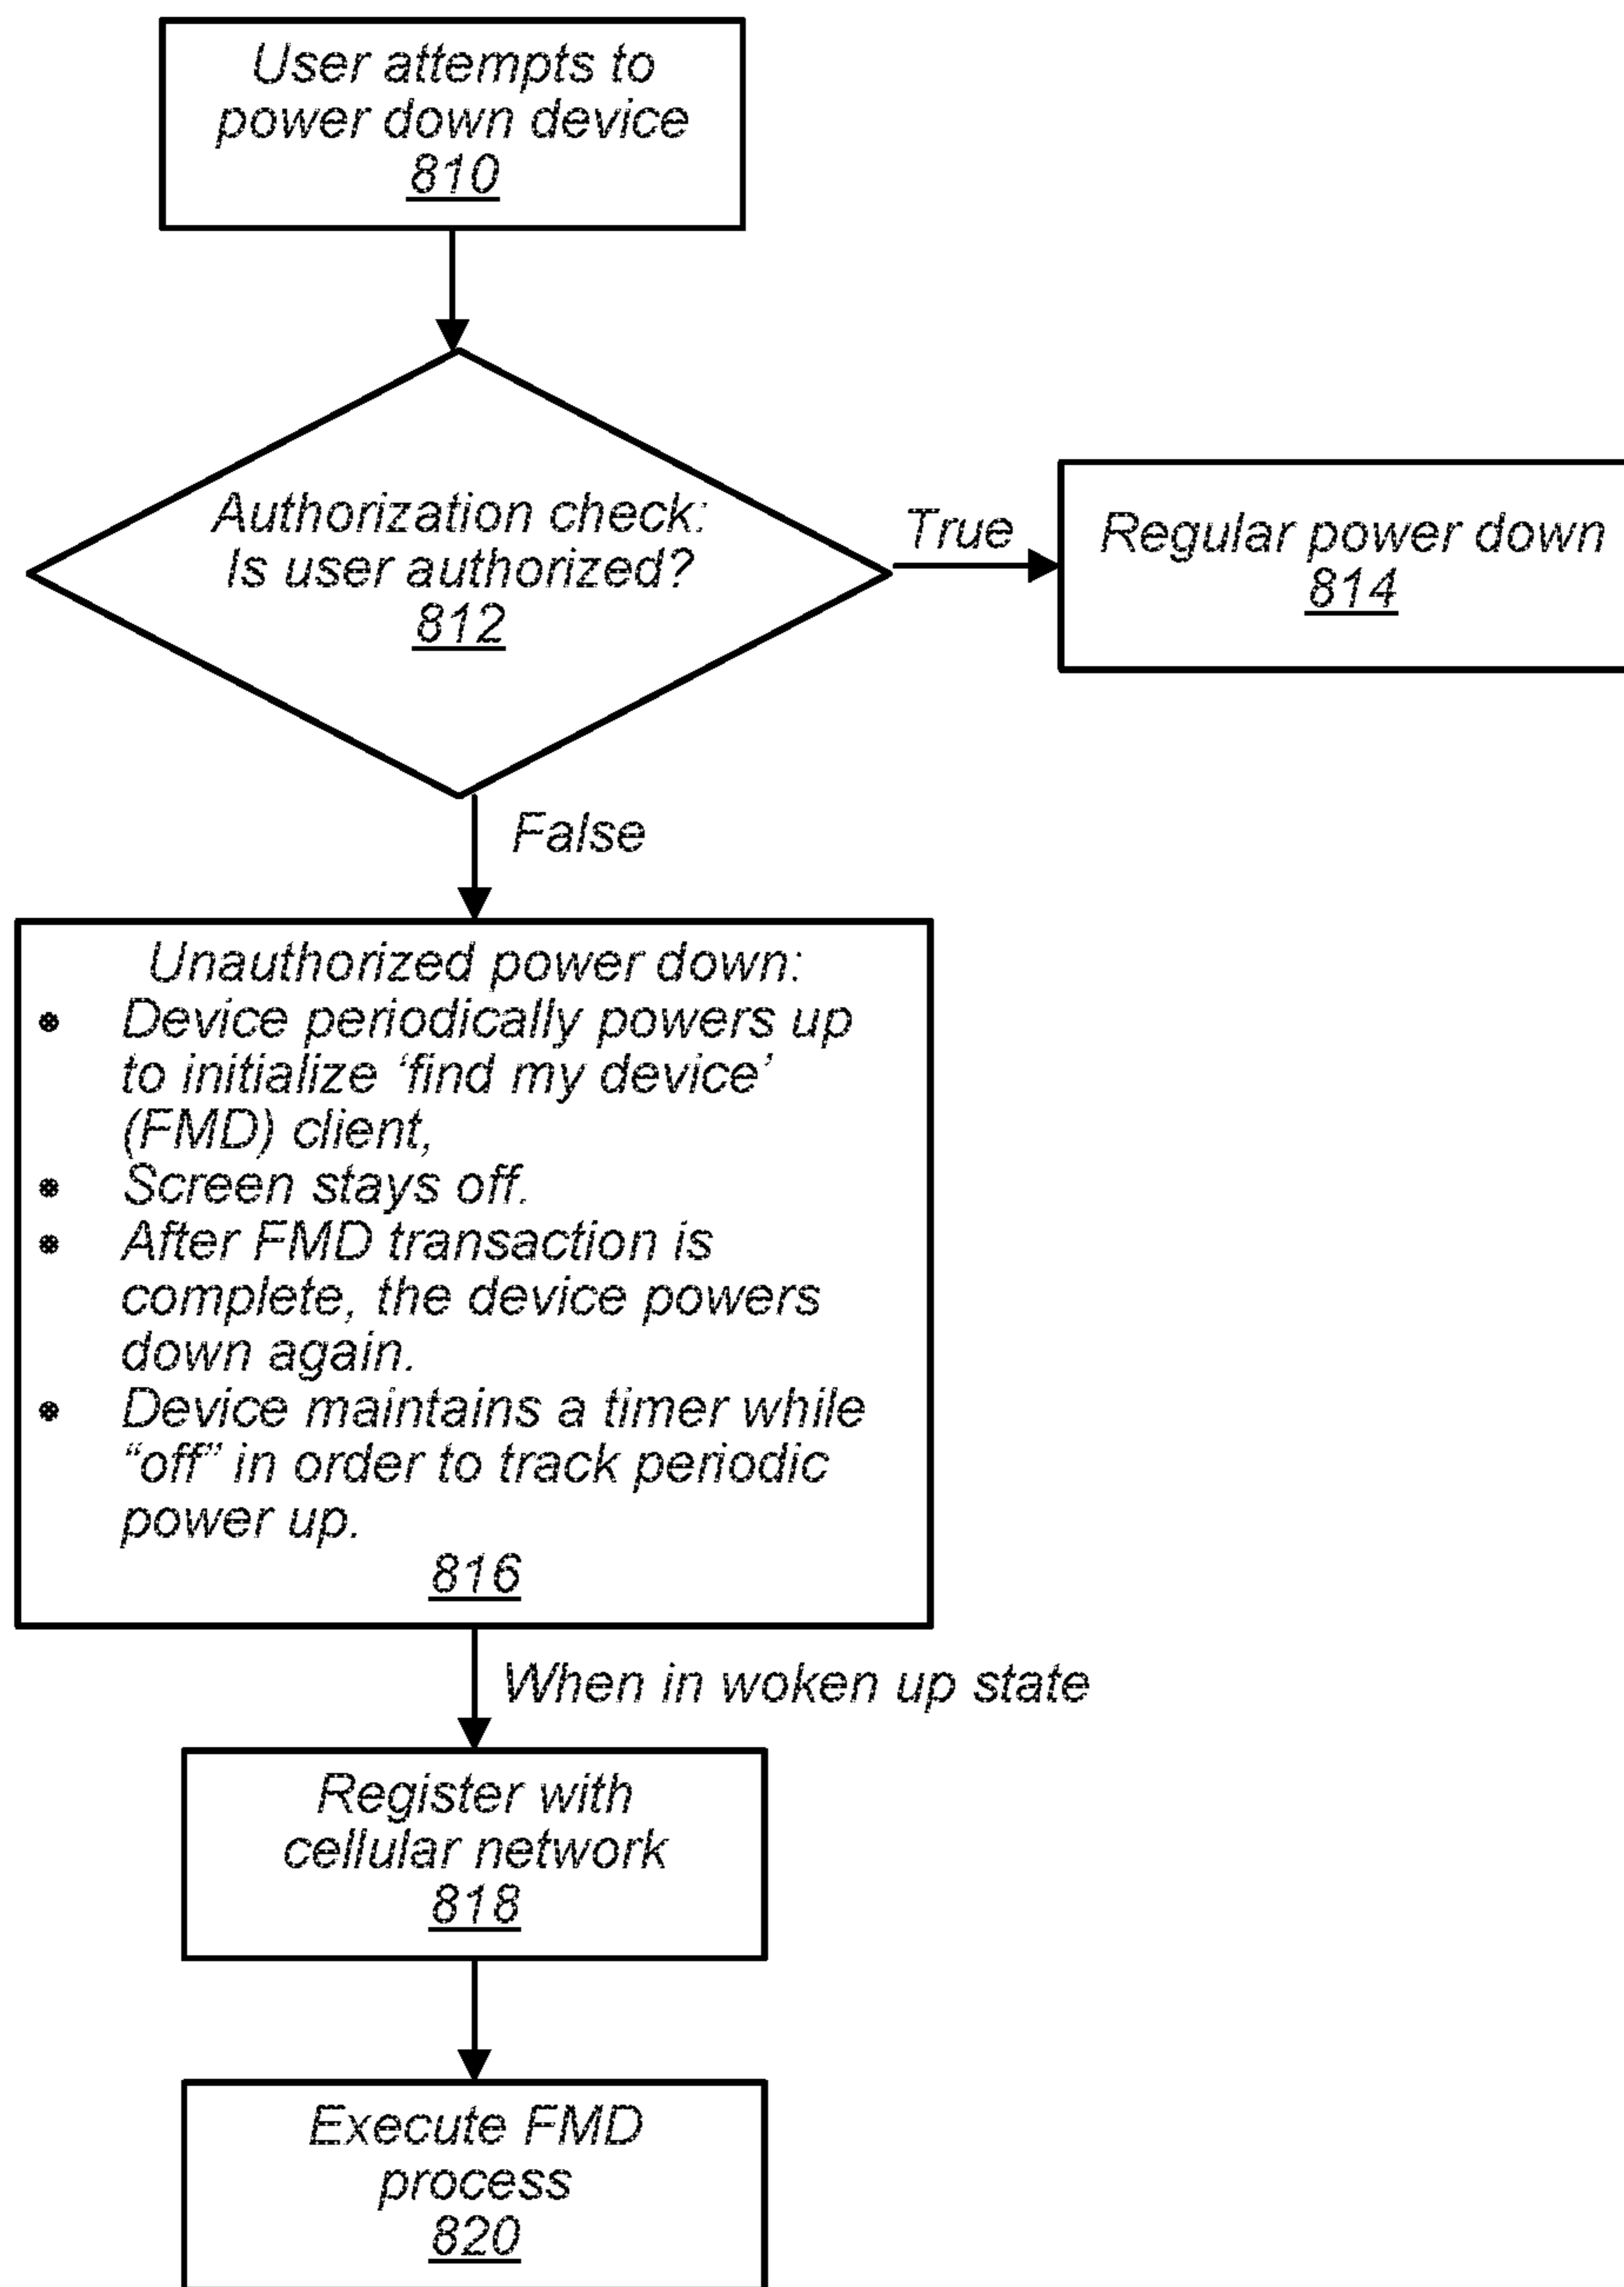 User attempts to
power down device
810
Authorization check:
Is user authorized?
812
True
Regular power down
814
False
Unauthorized power down:
• Device periodically powers up
to initialize ‘find my device’
(FMD) client,
• Screen stays off.
• After FMD transaction is
complete, the device powers
down again.
• Device maintains a timer while
“off” in order to track periodic
power up.
816
When in woken up state
Register with
cellular network
818
Execute FMD
process
820